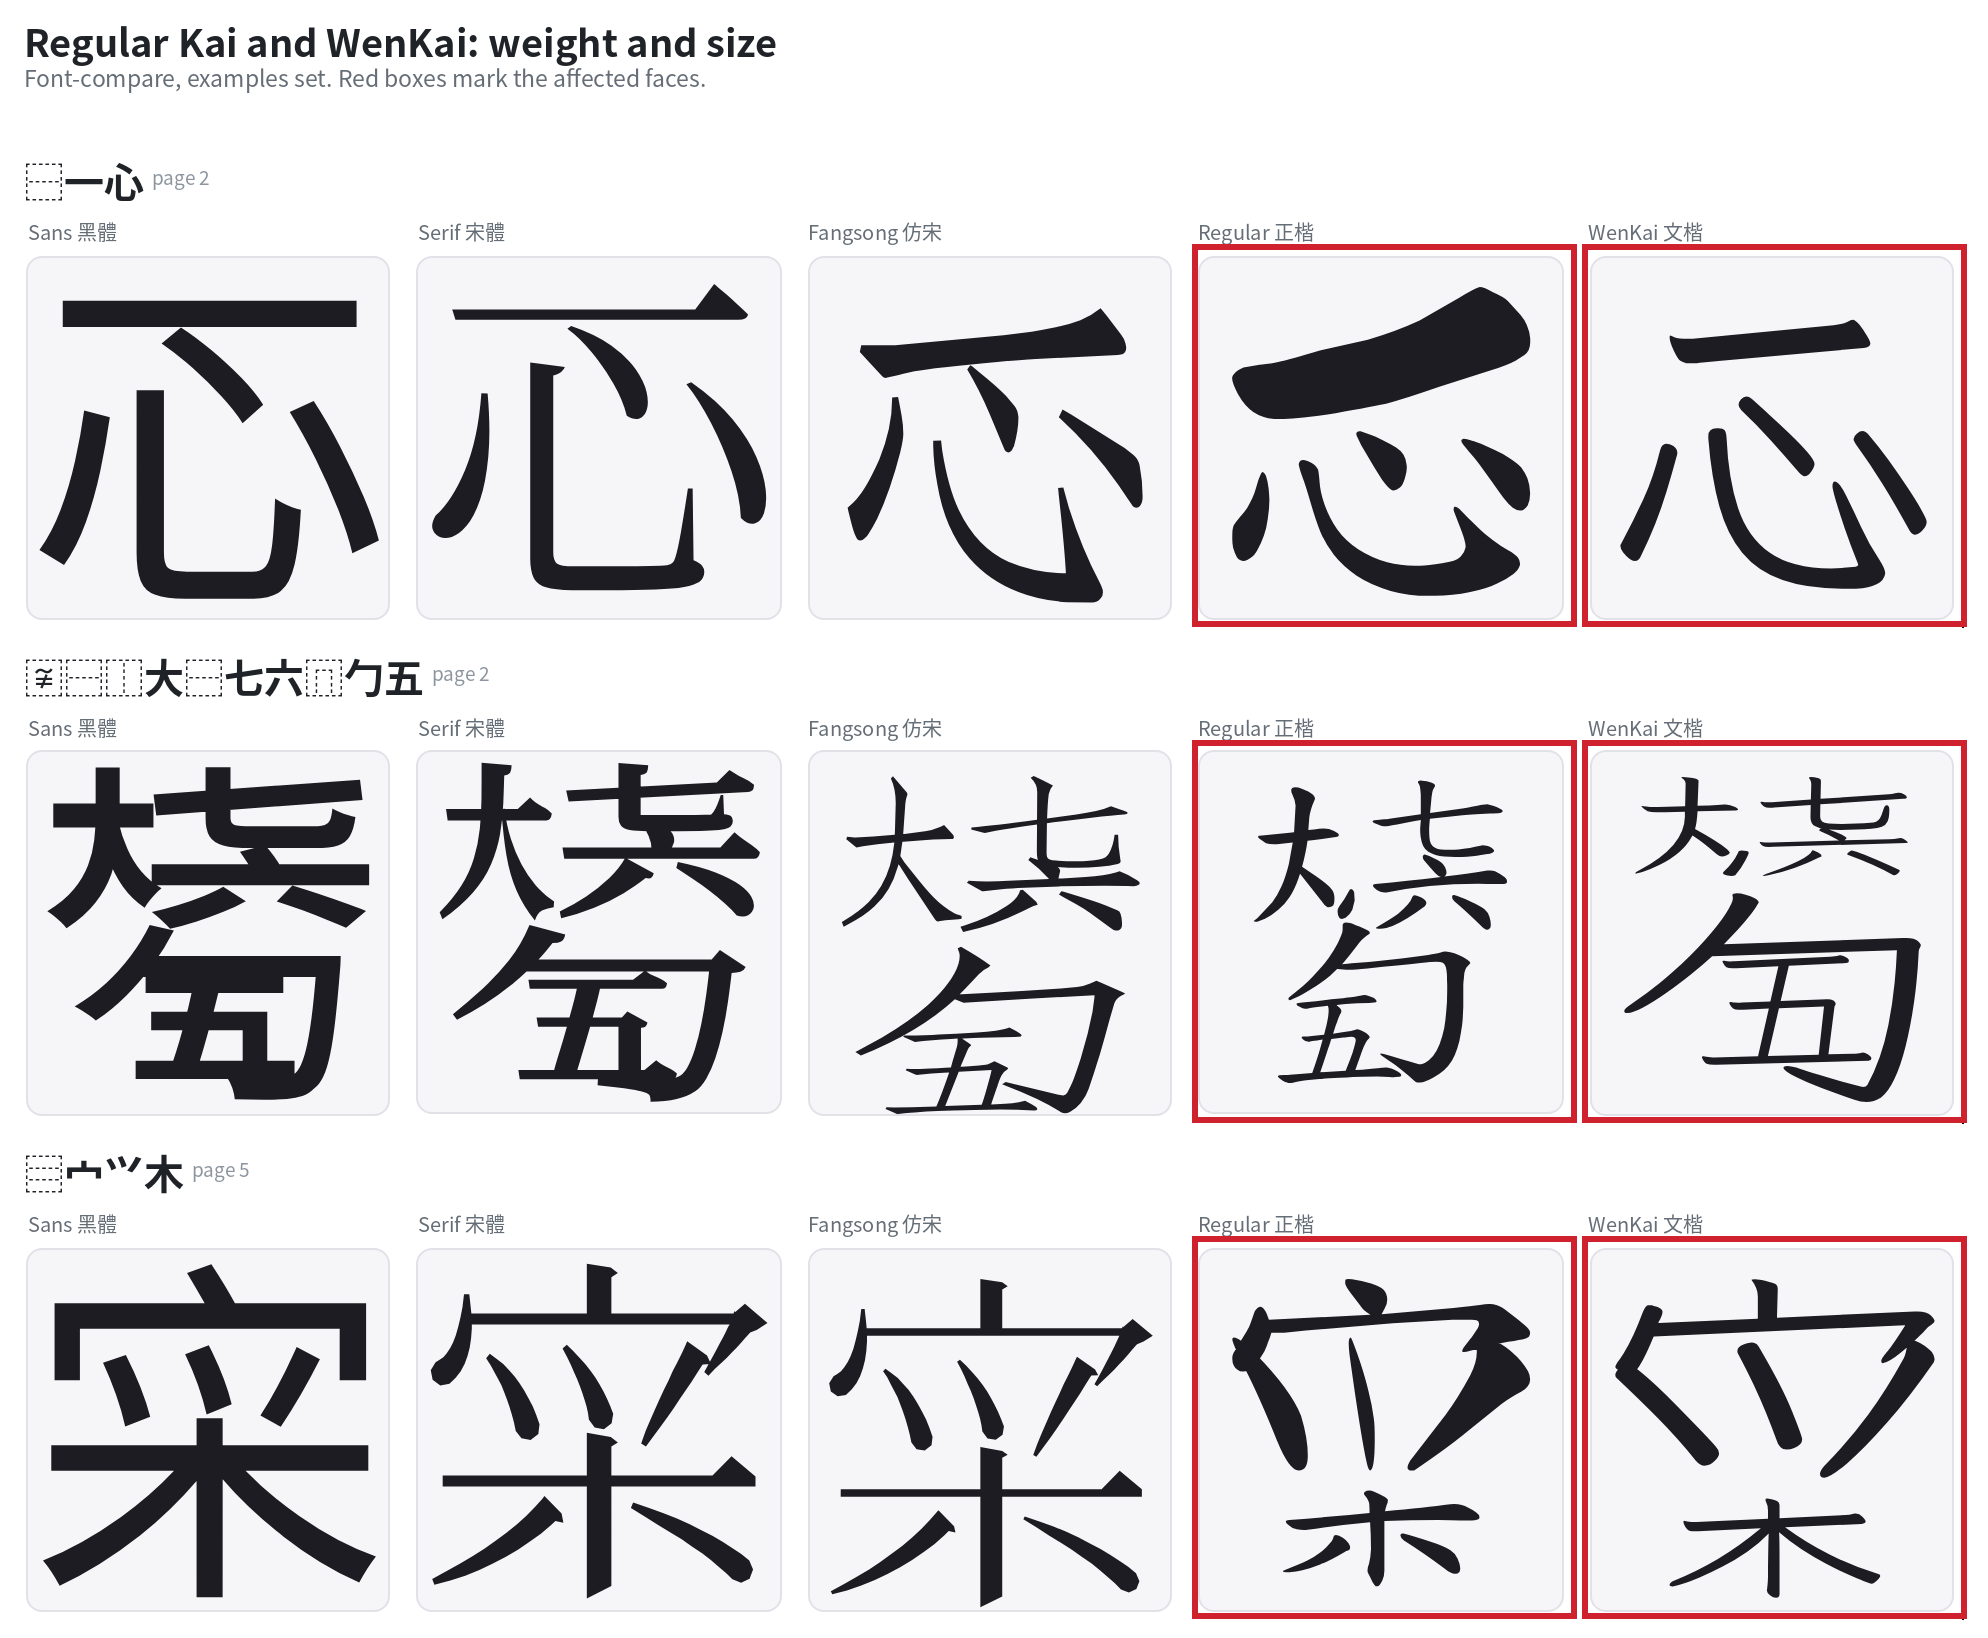 Regular Kai and WenKai: weight and size
Font-compare, examples set. Red boxes mark the affected faces.
⿱一心 page 2
Sans 黑體 Serif 宋體 Fangsong 仿宋 Regular 正楷 WenKai 文楷
⿱⿰大⿱七六⿵勹五 page 2
Sans 黑體 Serif 宋體 Fangsong 仿宋 Regular 正楷 WenKai 文楷
⿳宀⺍木 page 5
Sans 黑體 Serif 宋體 Fangsong 仿宋 Regular 正楷 WenKai 文楷